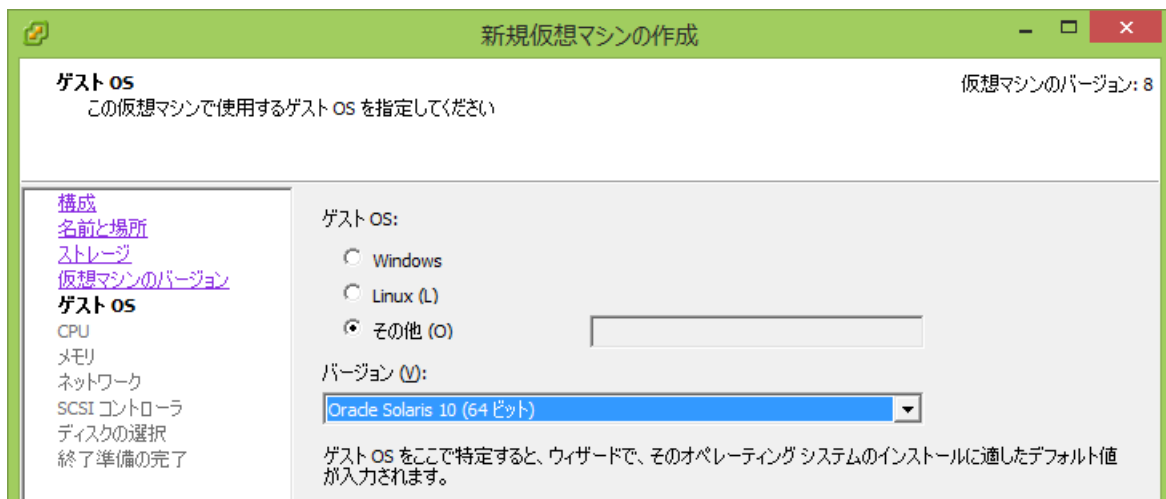 新規仮想マシンの作成
ゲスト OS
この仮想マシンで使用するゲスト OS を指定してください
仮想マシンのバージョン: 8
構成
名前と場所
ストレージ
仮想マシンのバージョン
ゲスト OS
CPU
メモリ
ネットワーク
SCSI コントローラ
ディスクの選択
終了準備の完了
ゲスト OS:
Windows
Linux (L)
その他 (O)
バージョン (V):
Oracle Solaris 10 (64 ビット)
ゲスト OS をここで特定すると、ウィザードで、そのオペレーティング システムのインストールに適したデフォルト値
が入力されます。